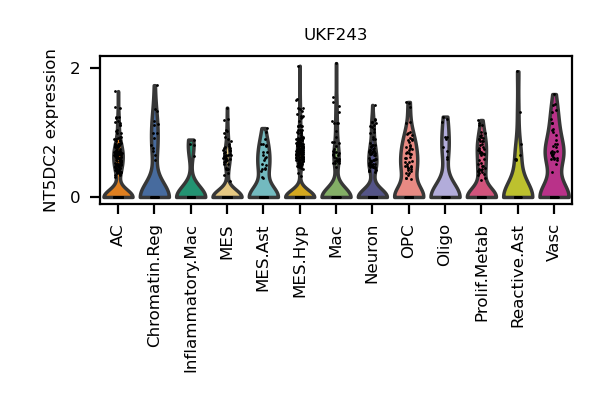 UKF243
NT5DC2 expression
2
0
AC
Chromatin.Reg
Inflammatory.Mac
MES
MES.Ast
MES.Hyp
Mac
Neuron
OPC
Oligo
Prolif.Metab
Reactive.Ast
Vasc